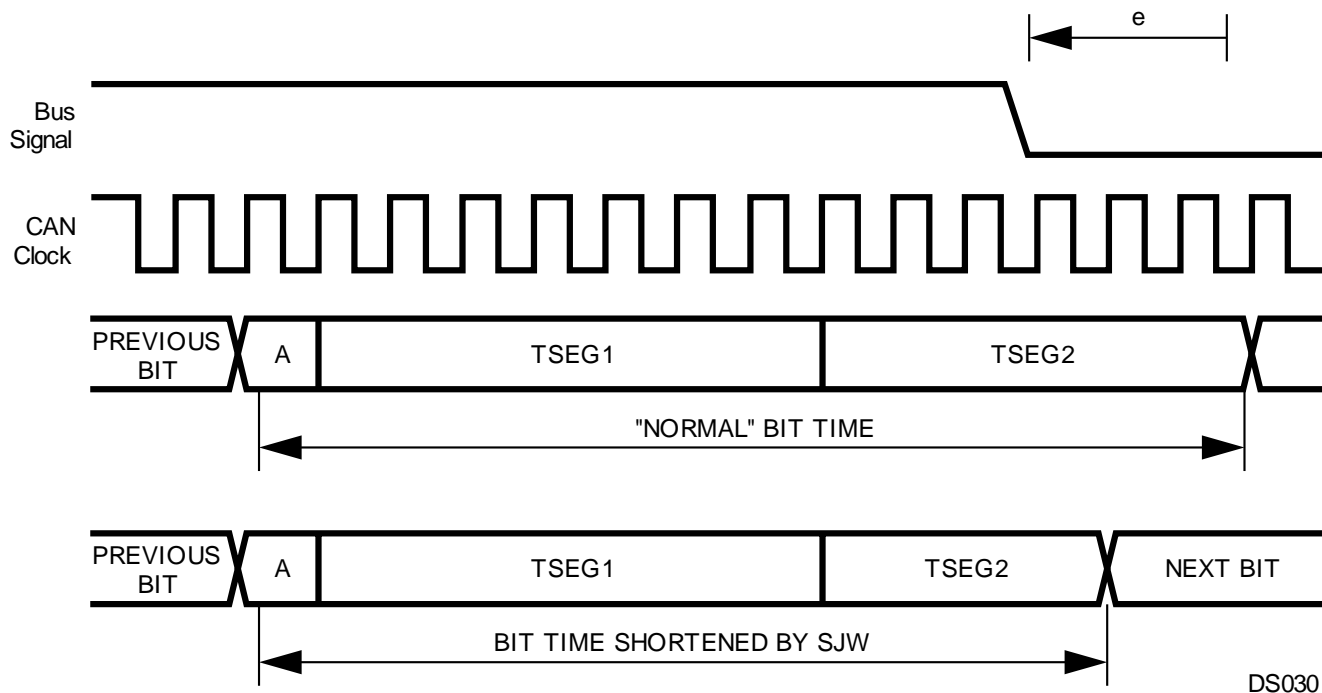 e
Bus
Signal
CAN
Clock
PREVIOUS
BIT
A
TSEG1
TSEG2
"NORMAL" BIT TIME
PREVIOUS
BIT
A
TSEG1
TSEG2
NEXT BIT
BIT TIME SHORTENED BY SJW
DS030